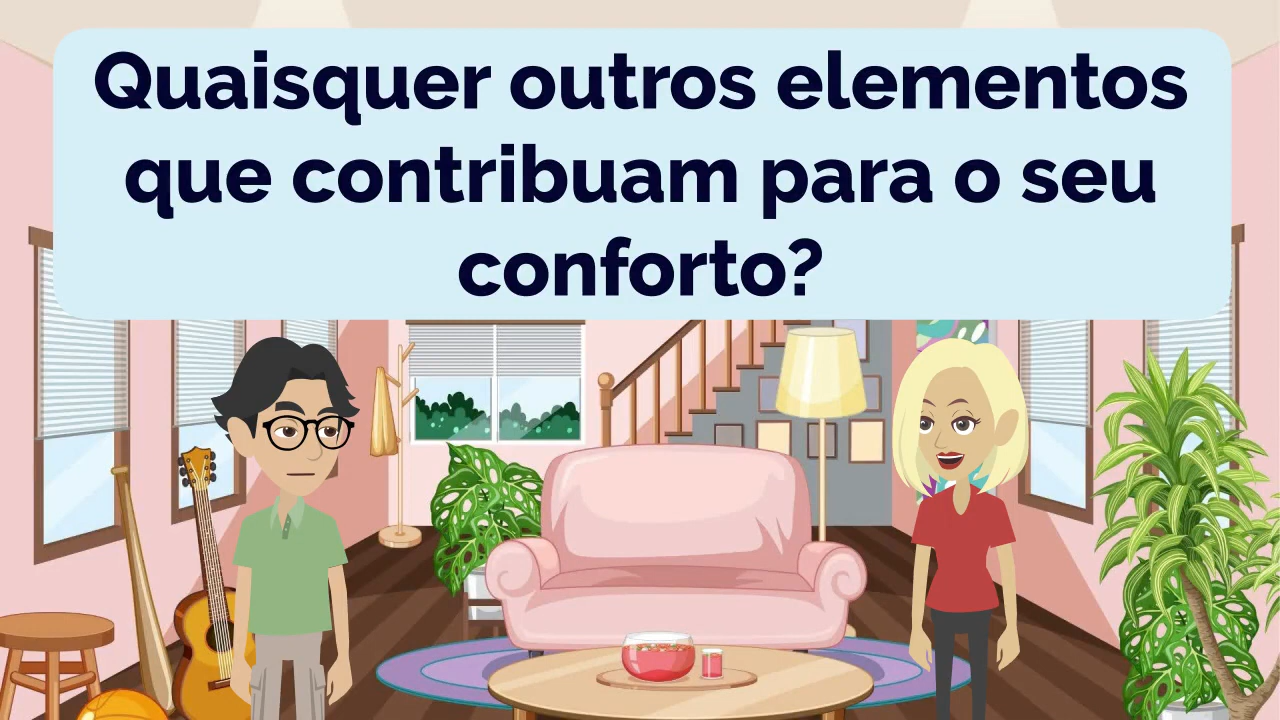 Quaisquer outros elementos
que contribuam para o seu
conforto?